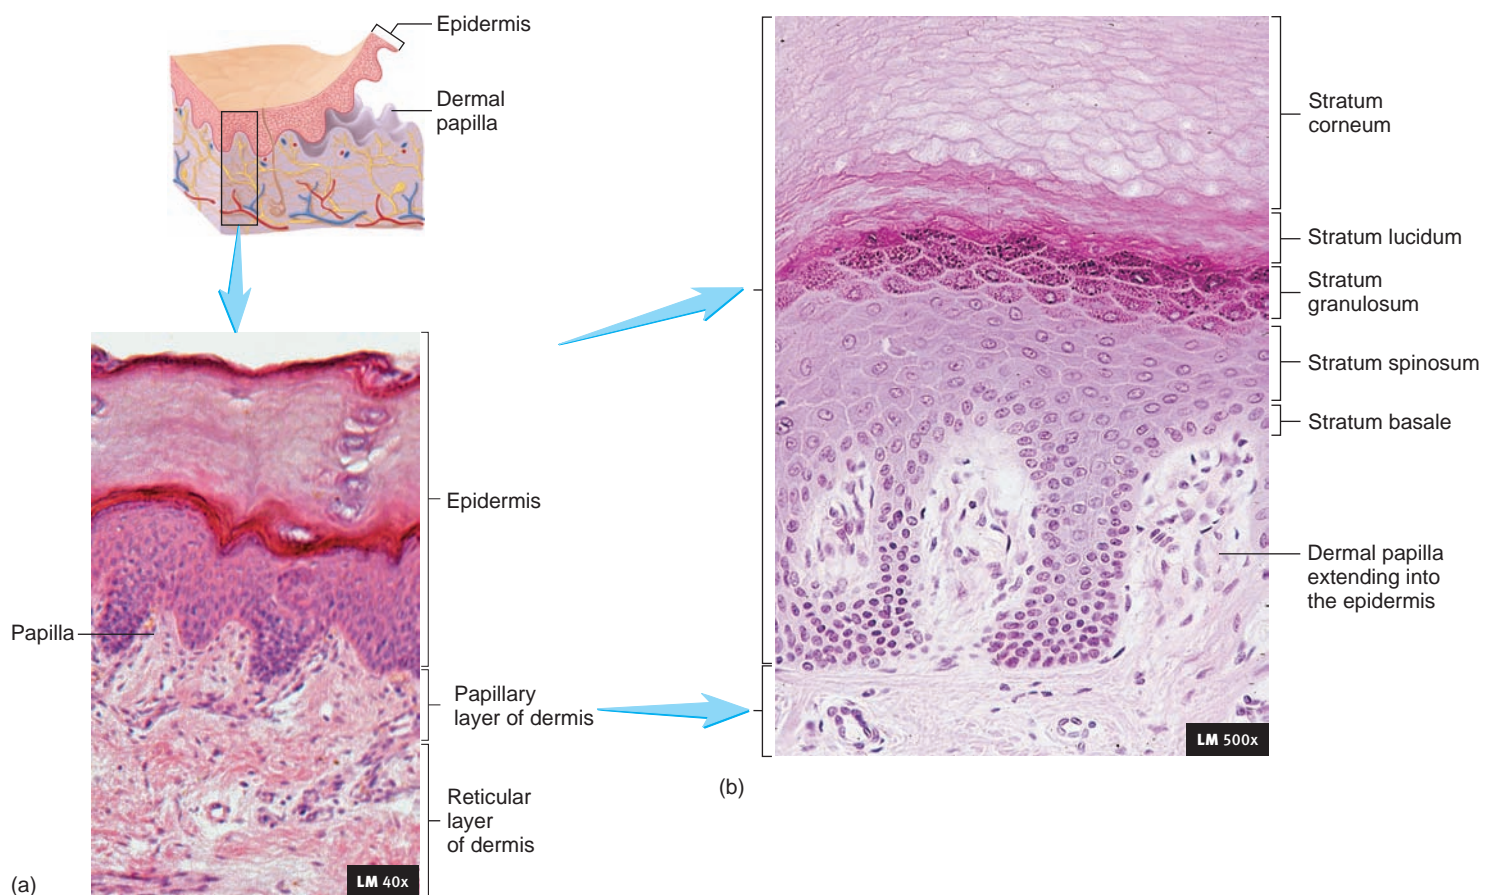 Epidermis
Dermal
papilla
Epidermis
Papilla
Papillary
layer of dermis
Reticular
layer
of dermis
LM 40x
(a)
Stratum
corneum
Stratum lucidum
Stratum
granulosum
Stratum spinosum
Stratum basale
Dermal papilla
extending into
the epidermis
LM 500x
(b)